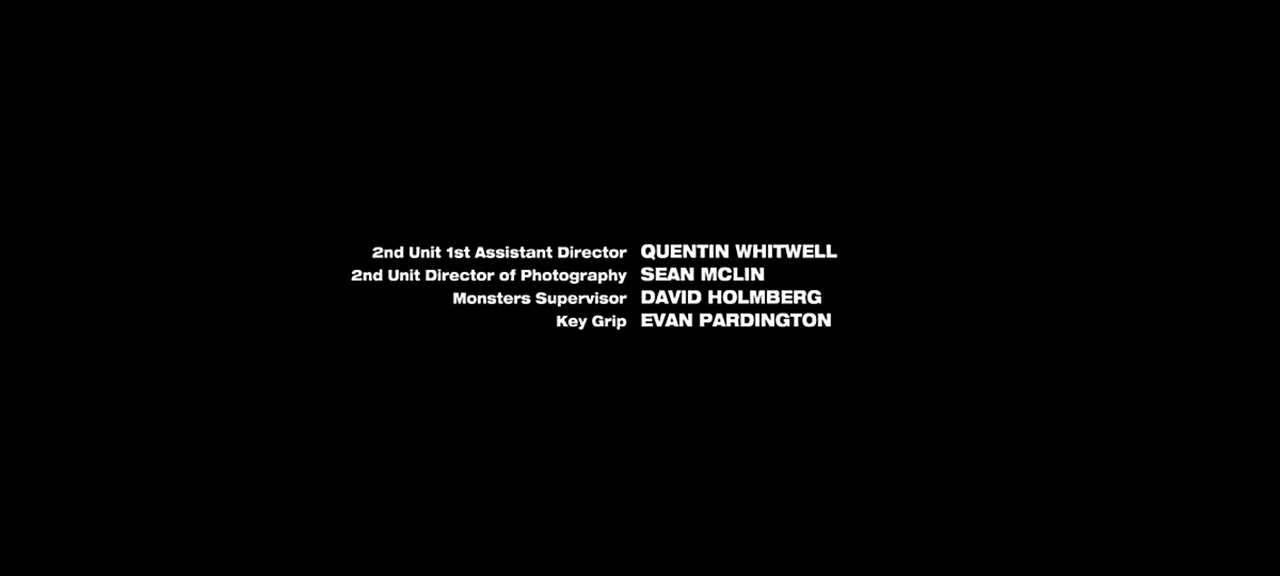 2nd Unit 1st Assistant Director QUENTIN WHITWELL
2nd Unit Director of Photography SEAN MCLIN
Monsters Supervisor DAVID HOLMBERG
Key Grip EVAN PARDINGTON